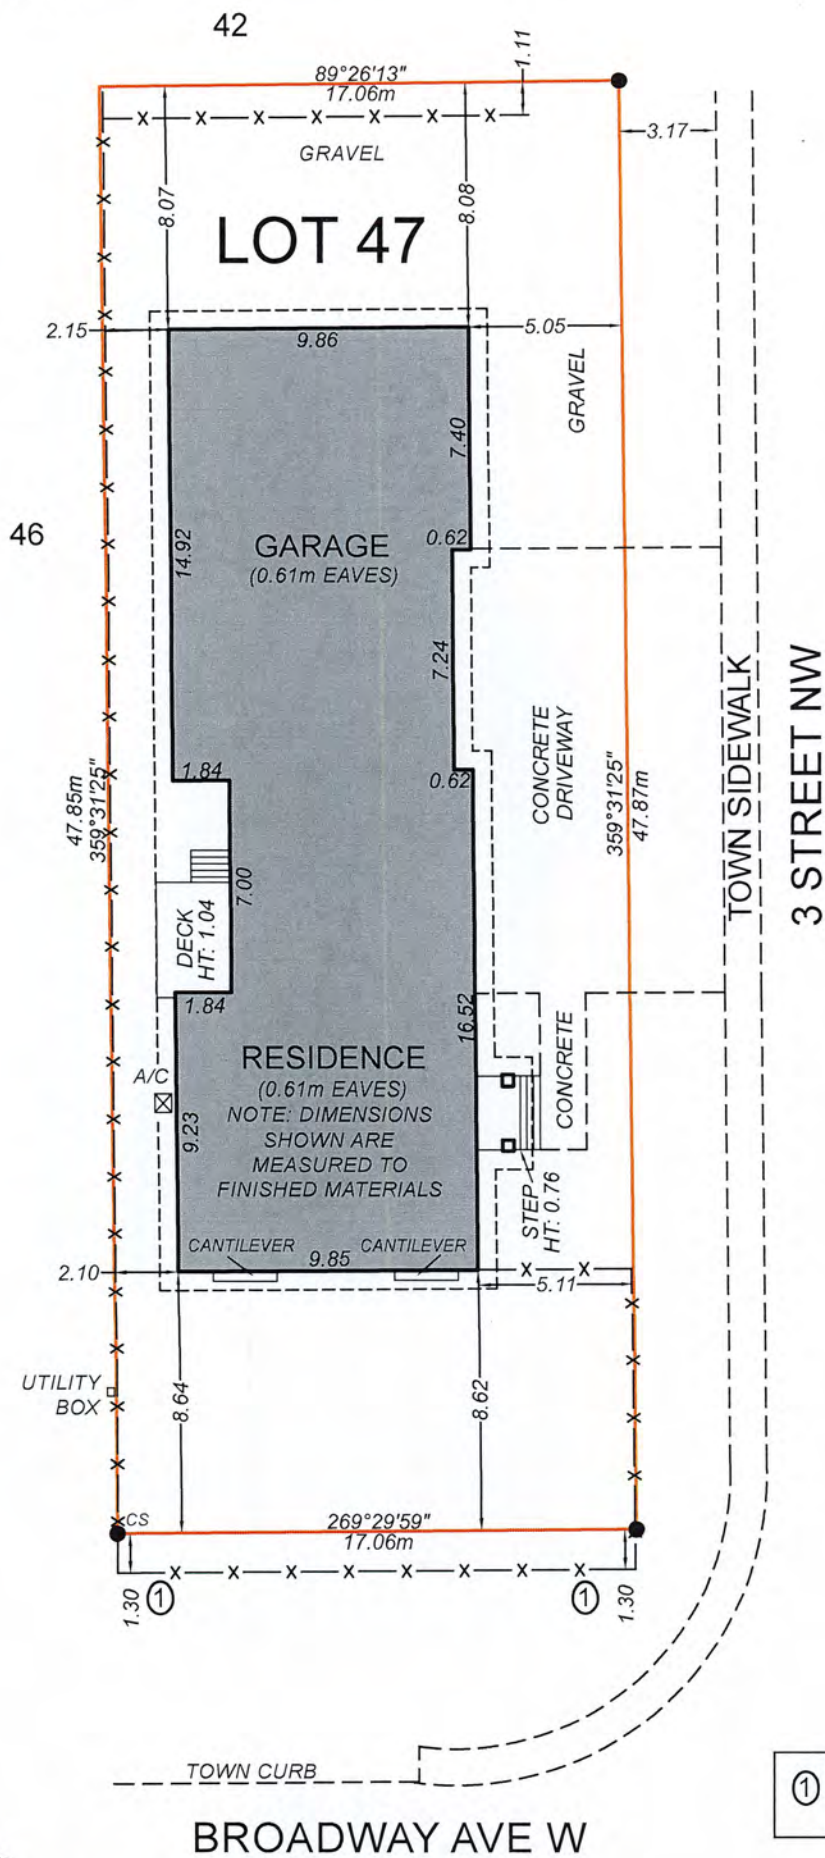 42
89°26'13"
17.06m
1.11
3.17
GRAVEL
8.07
8.08
LOT 47
2.15
9.86
5.05
GRAVEL
7.40
46
14.92
GARAGE
(0.61m EAVES)
0.62
7.24
TOWN SIDEWALK
3 STREET NW
CONCRETE
DRIVEWAY
1.84
0.62
47.85m
359°31'25"
359°31'25"
47.87m
7.00
DECK
HT: 1.04
1.84
16.52
A/C
RESIDENCE
(0.61m EAVES)
NOTE: DIMENSIONS
SHOWN ARE
MEASURED TO
FINISHED MATERIALS
9.23
CONCRETE
STEP
HT: 0.76
CANTILEVER
9.85
CANTILEVER
2.10
5.11
UTILITY
BOX
8.64
8.62
CS
269°29'59"
17.06m
1.30
1
1
1.30
TOWN CURB
1
BROADWAY AVE W